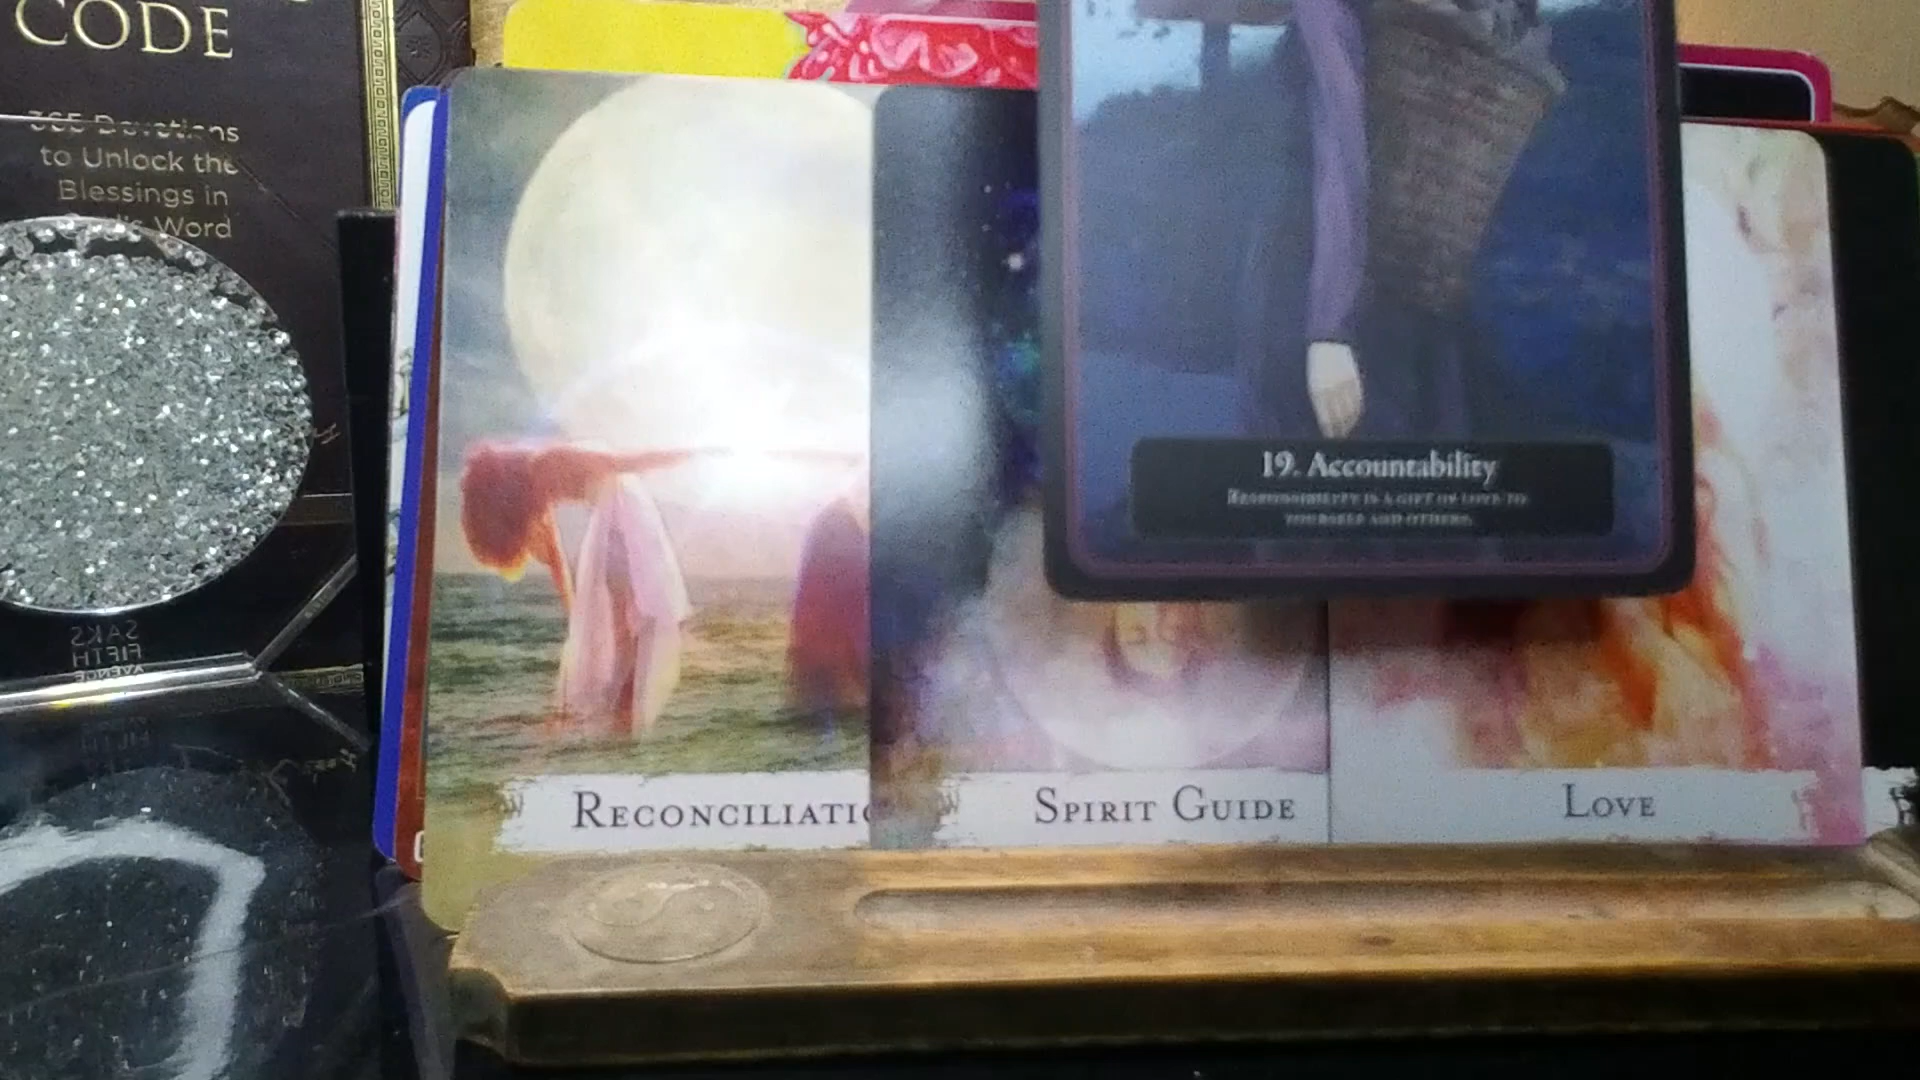 CODE
365 Devotions
to Unlock the
Blessings in
God's Word
SAKS
FIFTH
AVENUE
19. Accountability
Responsibility is a gift of love to
yourself and others.
Reconciliatio
Spirit Guide
Love